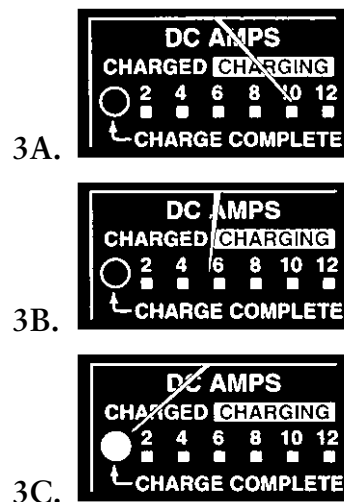 DC AMPS
CHARGED CHARGING
2 4 6 8 10 12
CHARGE COMPLETE
3A.
DC AMPS
CHARGED CHARGING
2 4 6 8 10 12
CHARGE COMPLETE
3B.
DC AMPS
CHARGED CHARGING
2 4 6 8 10 12
CHARGE COMPLETE
3C.